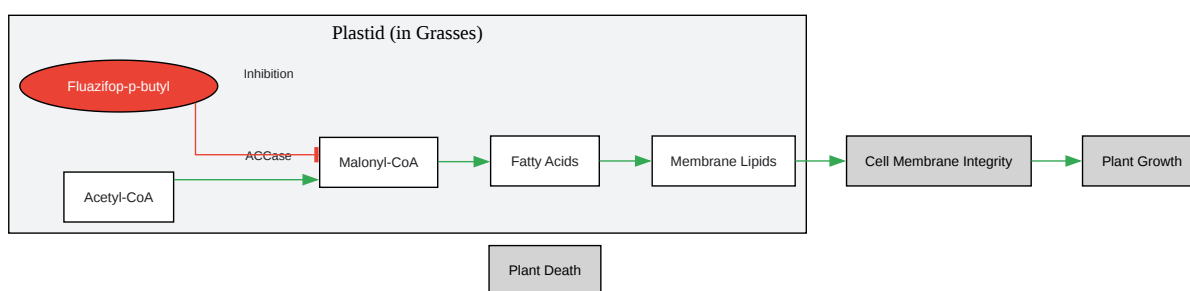 Plastid (in Grasses)
Inhibition
Fluazifop-p-butyl
ACCase
Malonyl-CoA
Fatty Acids
Membrane Lipids
Cell Membrane Integrity
Plant Growth
Acetyl-CoA
Plant Death